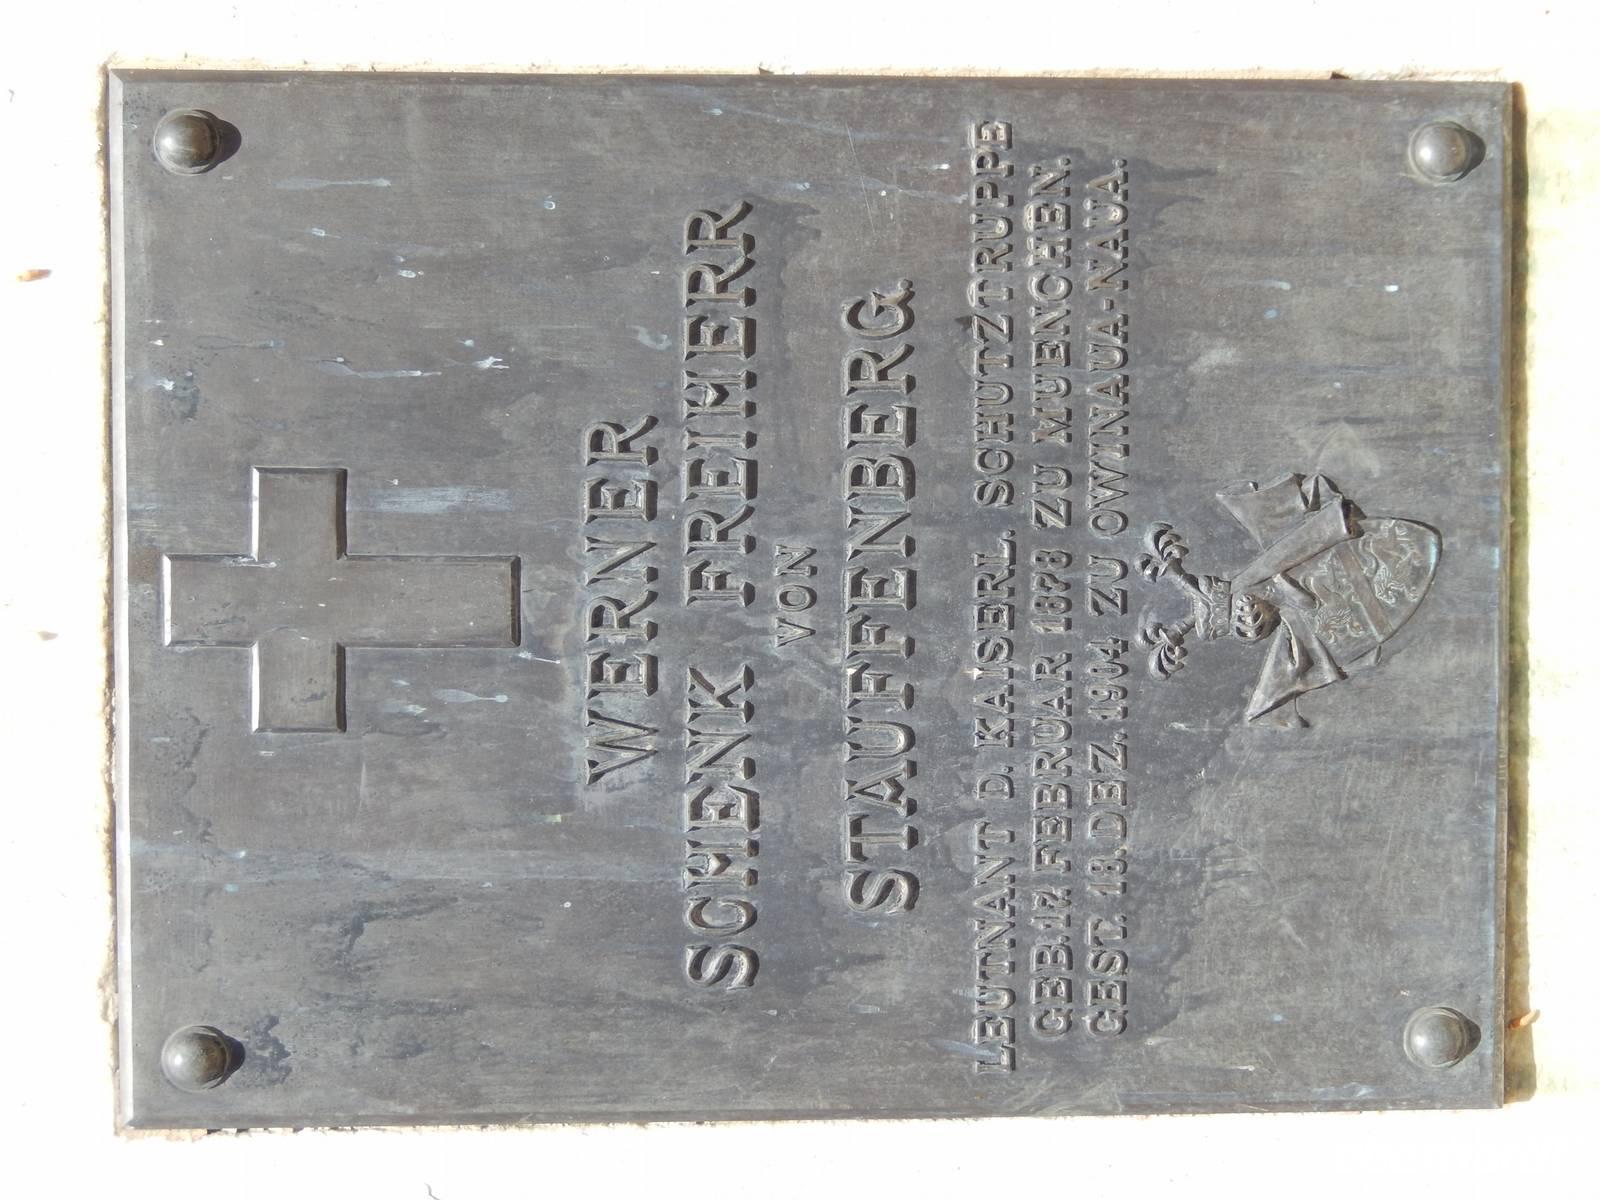 WERNER
SCHENK FREIHERR
VON
STAUFFENBERG.
LEUTNANT D. KAISERL. SCHUTZTRUPPE
GEB. 17. FEBRUAR 1878 ZU MUENCHEN.
GEST. 18. DEZ. 1904 ZU OWINAUA-NAUA.